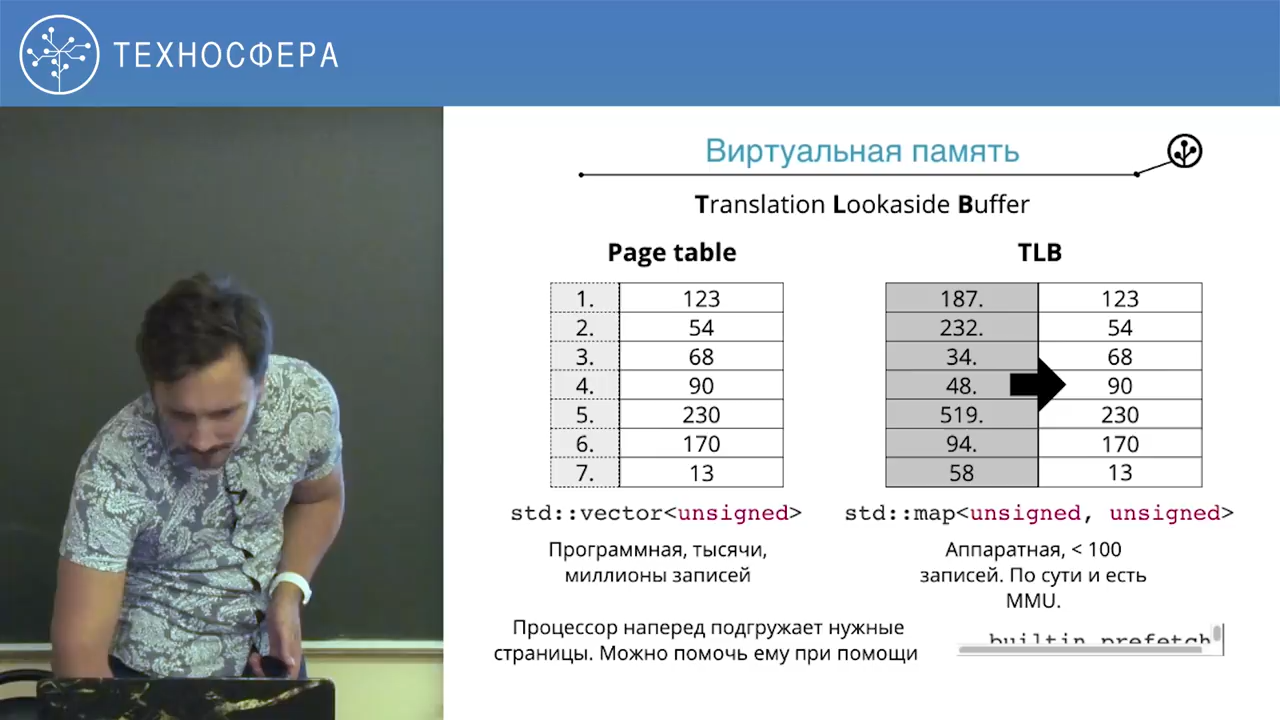 ТЕХНОСФЕРА
Виртуальная память
Translation Lookaside Buffer
Page table
1. 123
2. 54
3. 68
4. 90
5. 230
6. 170
7. 13
std::vector<unsigned>
Программная, тысячи,
миллионы записей
TLB
187. 123
232. 54
34. 68
48. 90
519. 230
94. 170
58 13
std::map<unsigned, unsigned>
Аппаратная, < 100
записей. По сути и есть
MMU.
Процессор наперед подгружает нужные
страницы. Можно помочь ему при помощи
builtin_prefetch